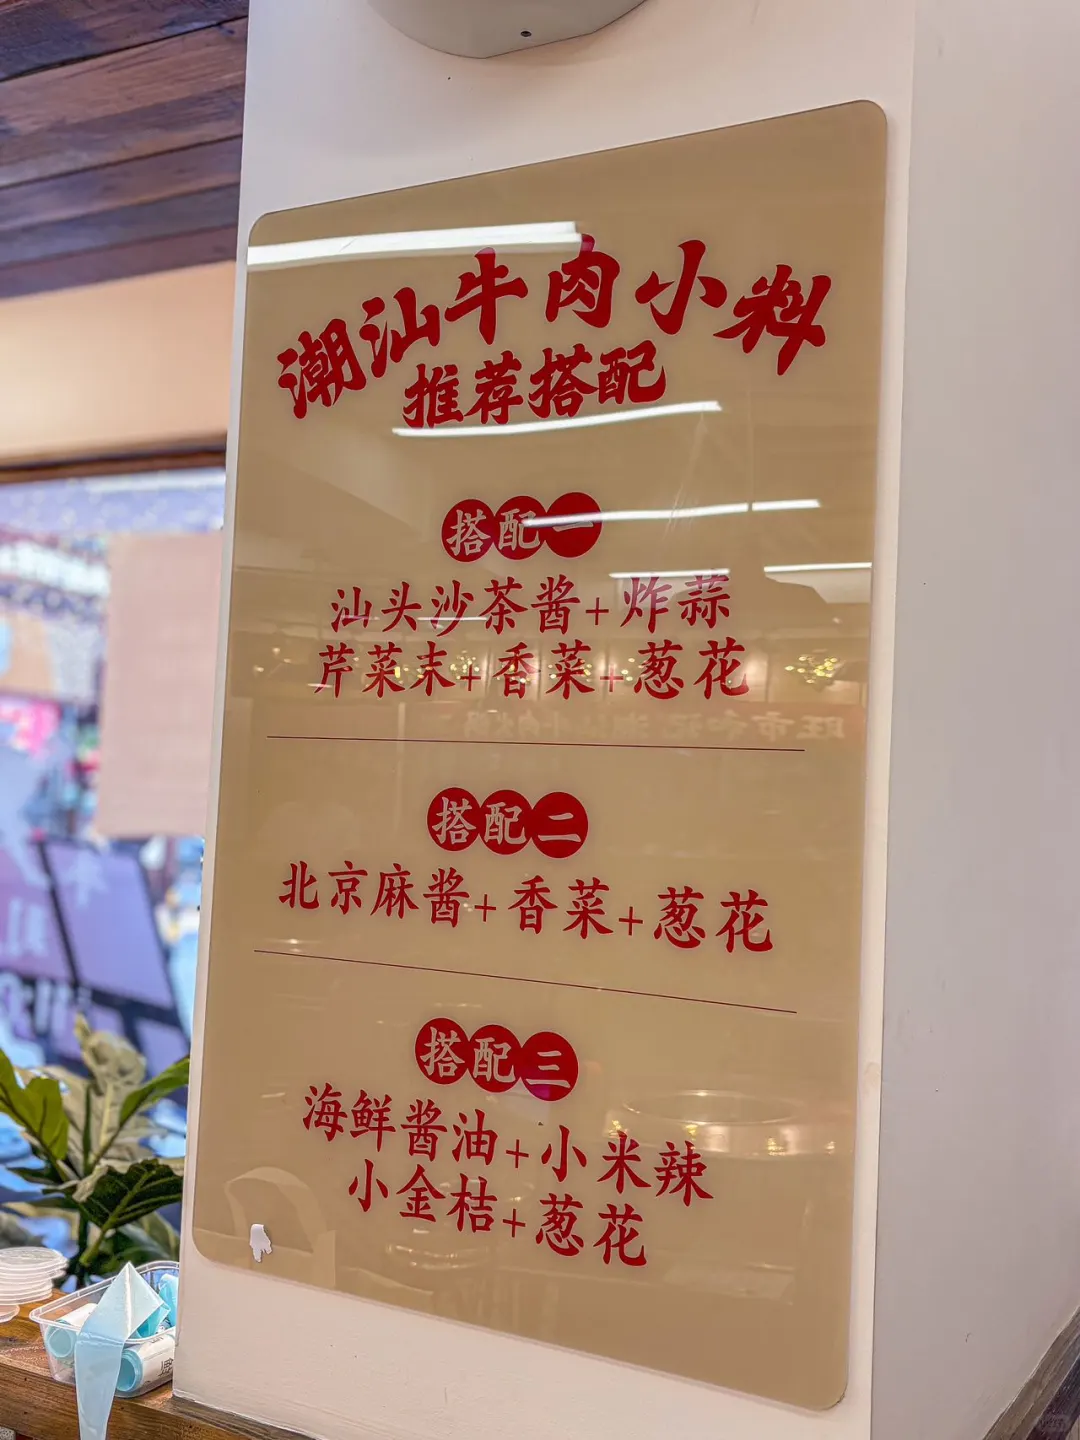 潮汕牛肉小料
推荐搭配
搭配一
汕头沙茶酱+炸蒜
芹菜末+香菜+葱花
搭配二
北京麻酱+香菜+葱花
搭配三
海鲜酱油+小米辣
小金桔+葱花